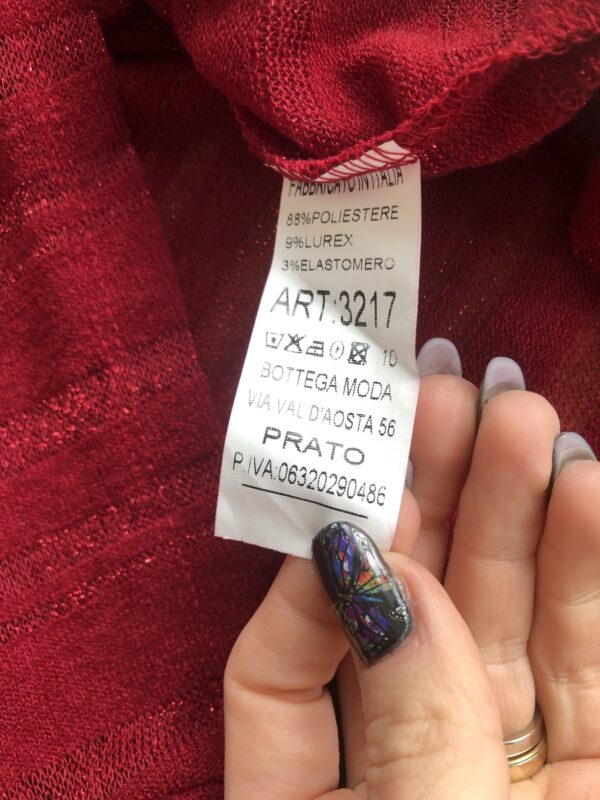 FABBRICATO IN ITALIA
88%POLIESTERE
9%LUREX
3%ELASTOMERO
ART:3217
10
BOTTEGA MODA
VIA VAL D'AOSTA 56
PRATO
P.IVA:06320290486